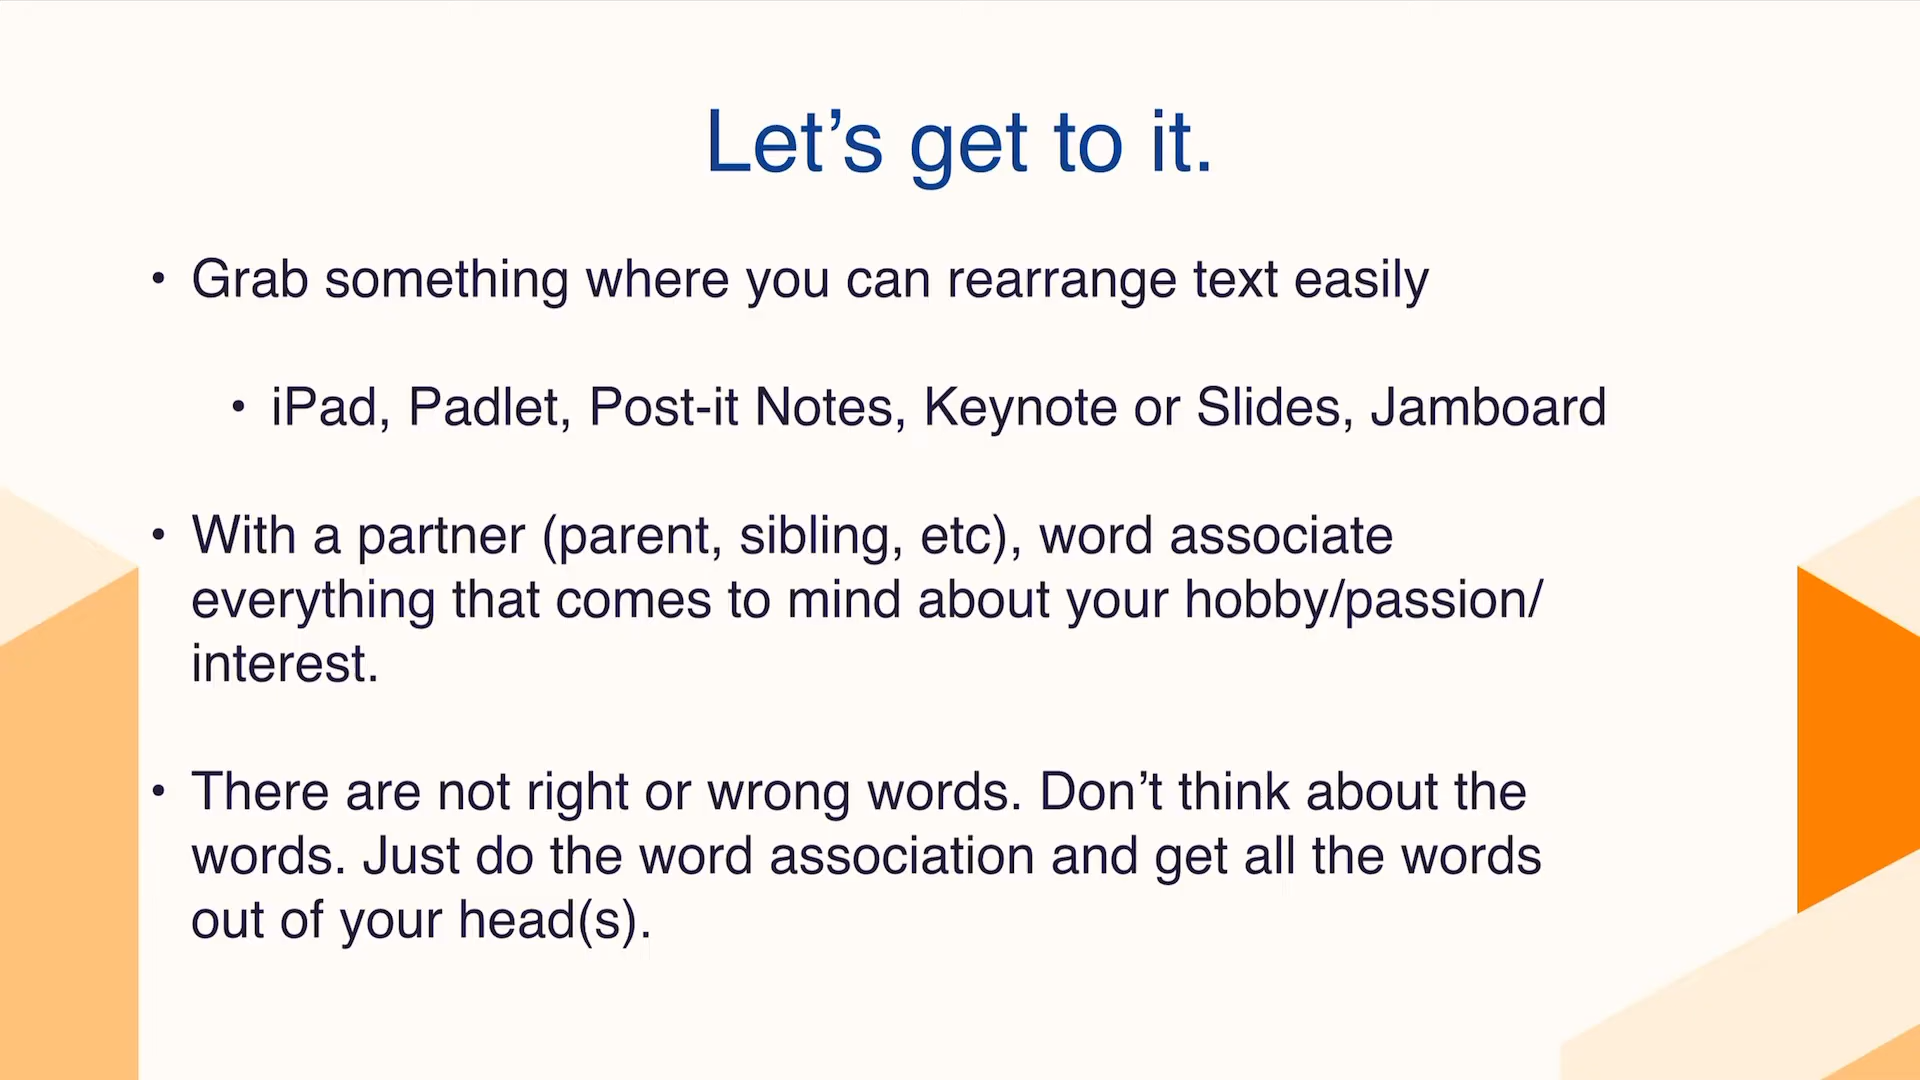 Let’s get to it.
• Grab something where you can rearrange text easily
• iPad, Padlet, Post-it Notes, Keynote or Slides, Jamboard
• With a partner (parent, sibling, etc), word associate
everything that comes to mind about your hobby/passion/
interest.
• There are not right or wrong words. Don’t think about the
words. Just do the word association and get all the words
out of your head(s).